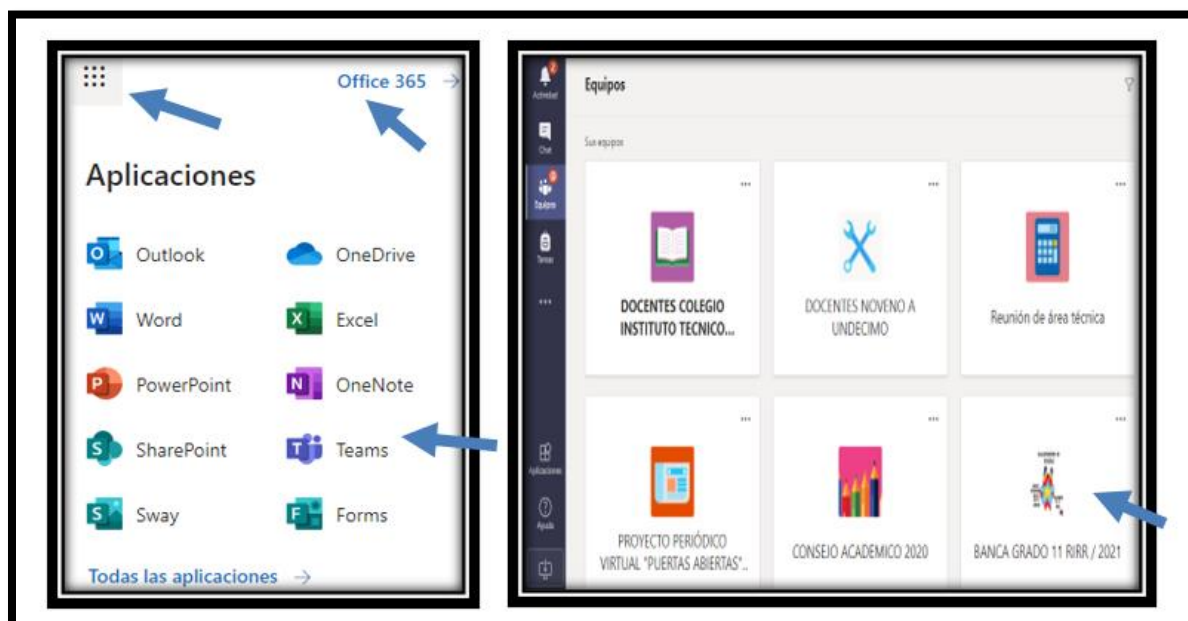 Office 365 →
Aplicaciones
Outlook
OneDrive
Word
Excel
PowerPoint
OneNote
SharePoint
Teams
Sway
Forms
Todas las aplicaciones →
2
Actividad
Chat
Equipos
Tareas
...
Aplicaciones
Ayuda
Equipos
Sus equipos
DOCENTES COLEGIO
INSTITUTO TECNICO...
DOCENTES NOVENO A
UNDECIMO
Reunión de área técnica
PROYECTO PERIÓDICO
VIRTUAL "PUERTAS ABIERTAS"..
CONSEJO ACADEMICO 2020
BANCA GRADO 11 RIRR / 2021